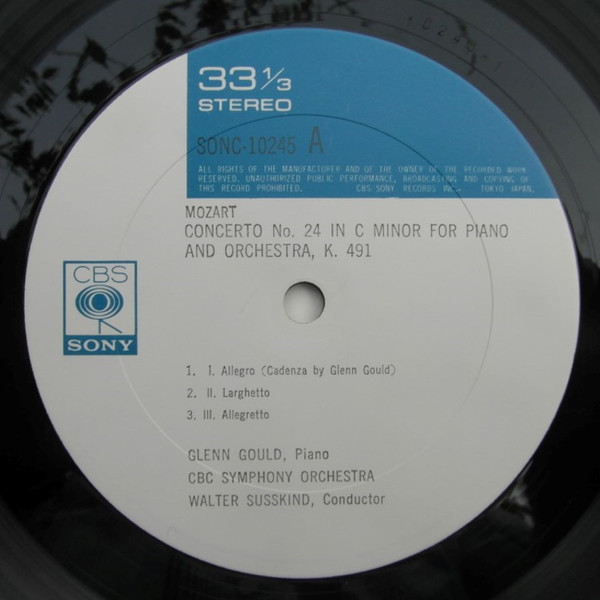 33 1/3
STEREO
SONC-10245 A
ALL RIGHTS OF THE MANUFACTURER AND OF THE OWNER OF THE RECORDED WORK
RESERVED. UNAUTHORIZED PUBLIC PERFORMANCE, BROADCASTING AND COPYING OF
THIS RECORD PROHIBITED. CBS SONY RECORDS INC., TOKYO JAPAN.
MOZART
CONCERTO No. 24 IN C MINOR FOR PIANO
AND ORCHESTRA, K. 491
CBS
SONY
1. I. Allegro (Cadenza by Glenn Gould)
2. II. Larghetto
3. III. Allegretto
GLENN GOULD, Piano
CBC SYMPHONY ORCHESTRA
WALTER SUSSKIND, Conductor